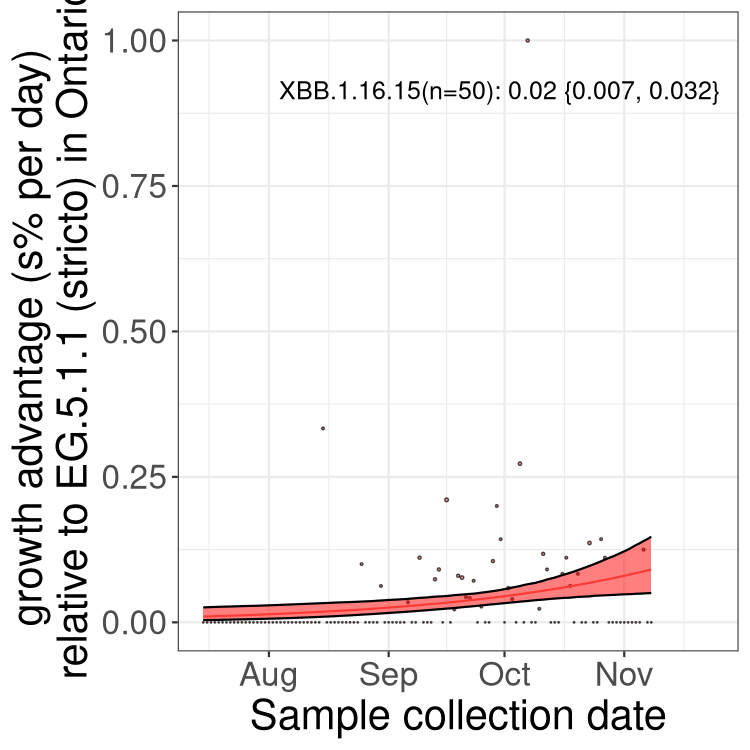 growth advantage (s% per day)
relative to EG.5.1.1 (stricto) in Ontario
1.00
0.75
0.50
0.25
0.00
XBB.1.16.15(n=50): 0.02 {0.007, 0.032}
Aug Sep Oct Nov
Sample collection date